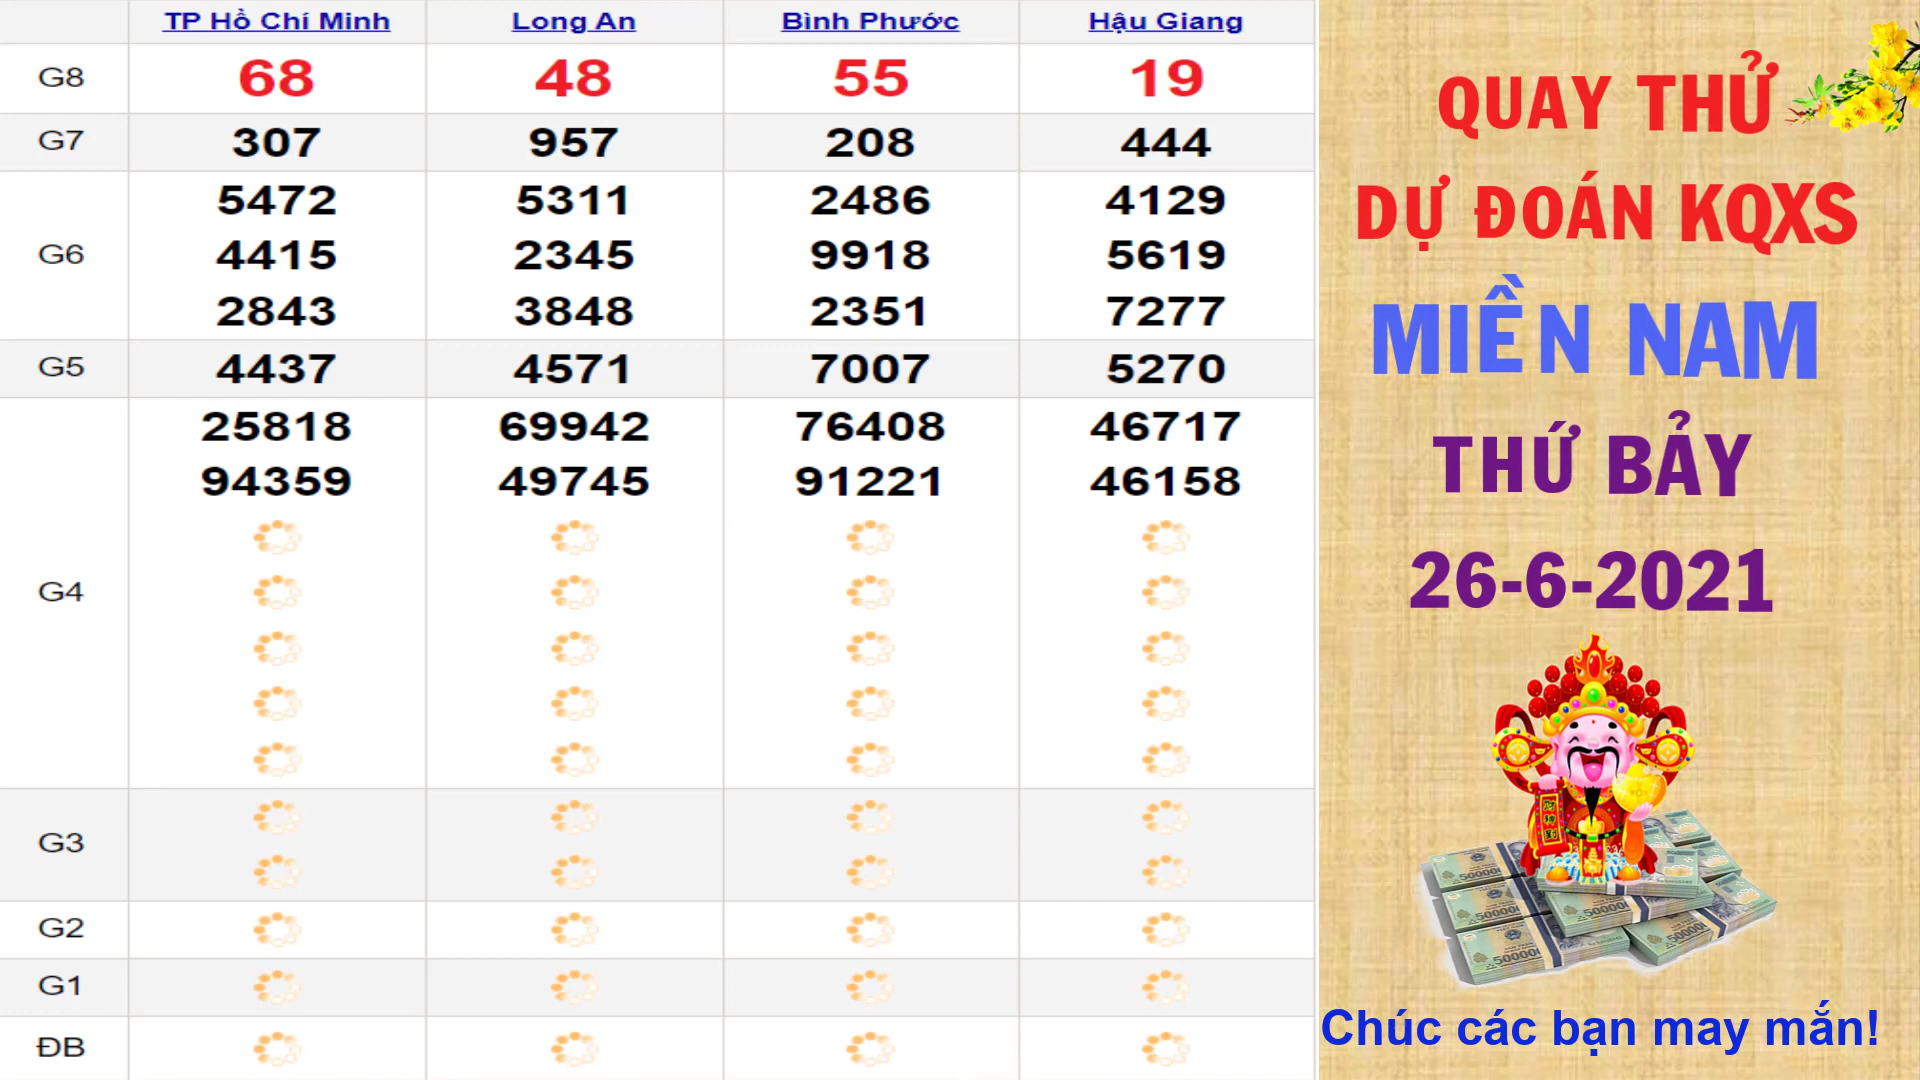 TP Hồ Chí Minh Long An Bình Phước Hậu Giang
G8 68 48 55 19
G7 307 957 208 444
G6 5472 5311 2486 4129
4415 2345 9918 5619
2843 3848 2351 7277
G5 4437 4571 7007 5270
G4 25818 69942 76408 46717
94359 49745 91221 46158
G3
G2
G1
ĐB
QUAY THỬ
DỰ ĐOÁN KQXS
MIỀN NAM
THỨ BẢY
26-6-2021
Chúc các bạn may mắn!